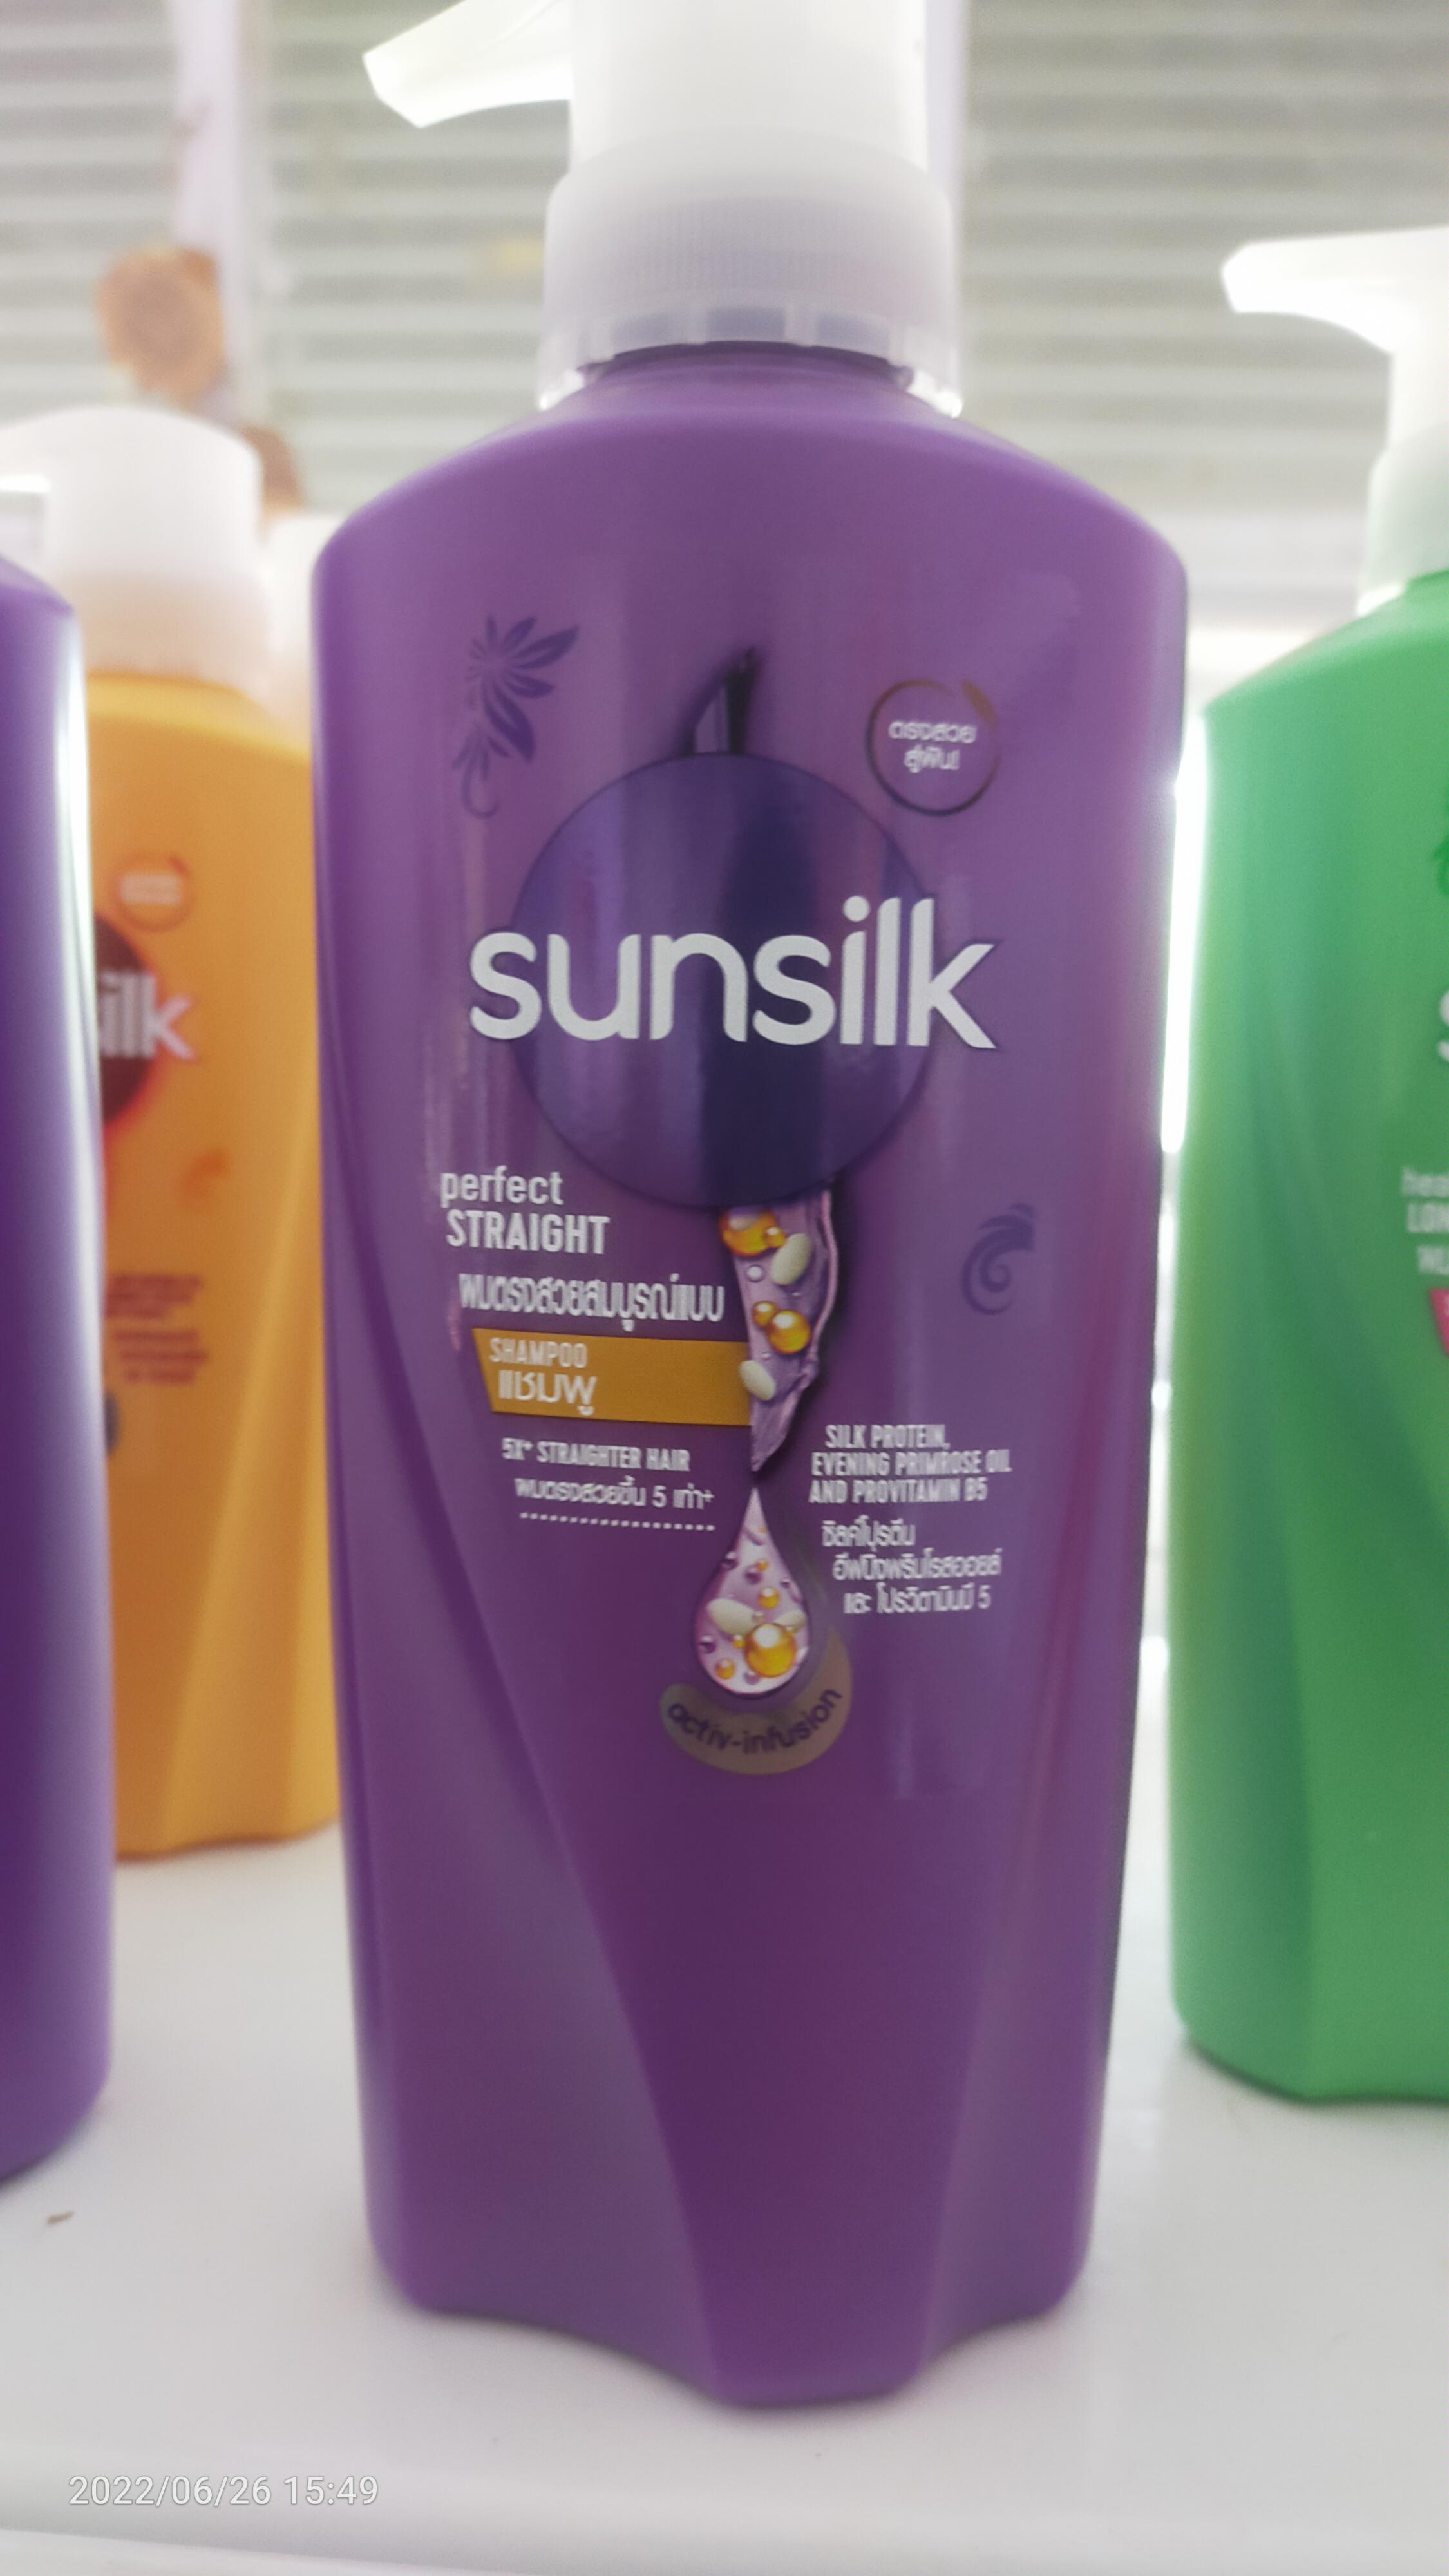 ตรงสวย
สู่ฝัน!
sunsilk
perfect
STRAIGHT
ผมตรงสวยสมบูรณ์แบบ
SHAMPOO
แชมพู
5X+ STRAIGHTER HAIR
ผมตรงสวยขึ้น 5 เท่า+
SILK PROTEIN,
EVENING PRIMROSE OIL
AND PROVITAMIN B5
ซิลค์โปรตีน
อีฟนิ่งพริมโรสออยล์
และ โปรวิตามินบี 5
activ-infusion
ilk
2022/06/26 15:49